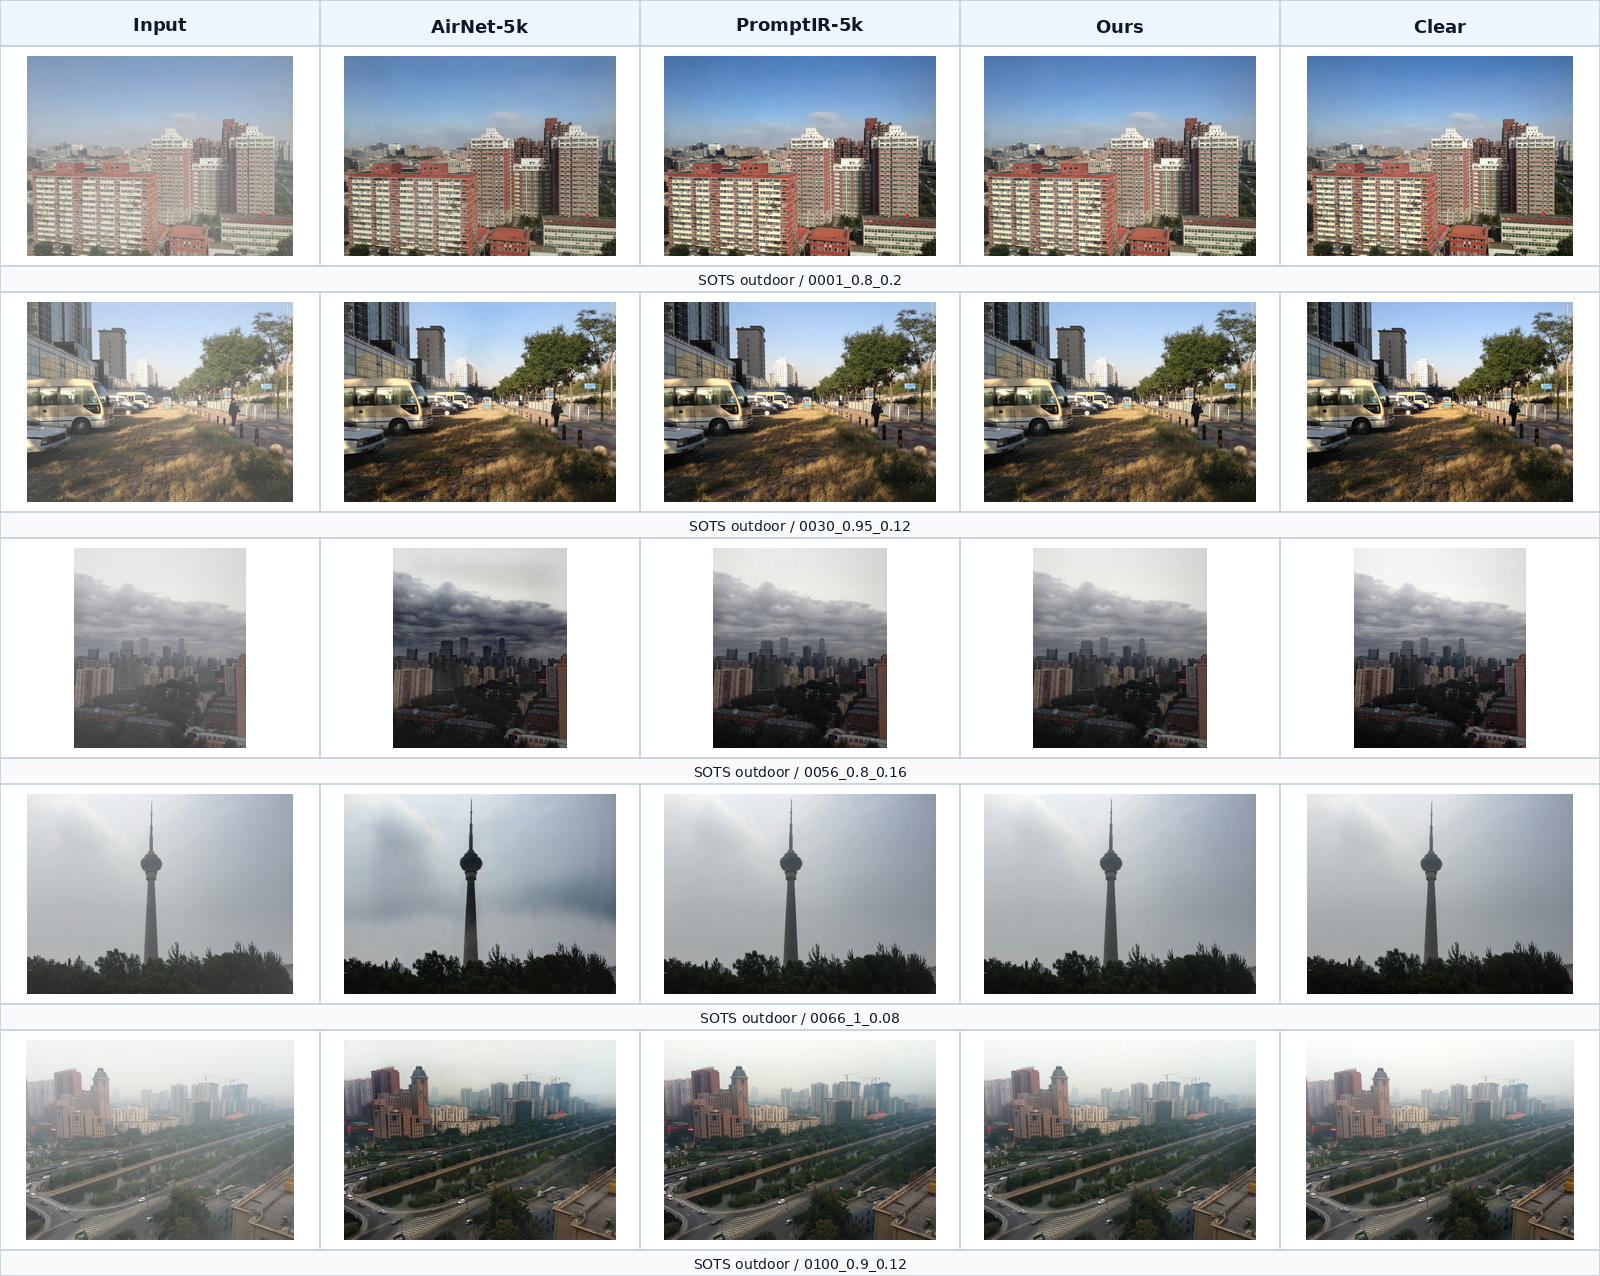 Input
AirNet-5k
PromptIR-5k
Ours
Clear
SOTS outdoor / 0001_0.8_0.2
SOTS outdoor / 0030_0.95_0.12
SOTS outdoor / 0056_0.8_0.16
SOTS outdoor / 0066_1_0.08
SOTS outdoor / 0100_0.9_0.12